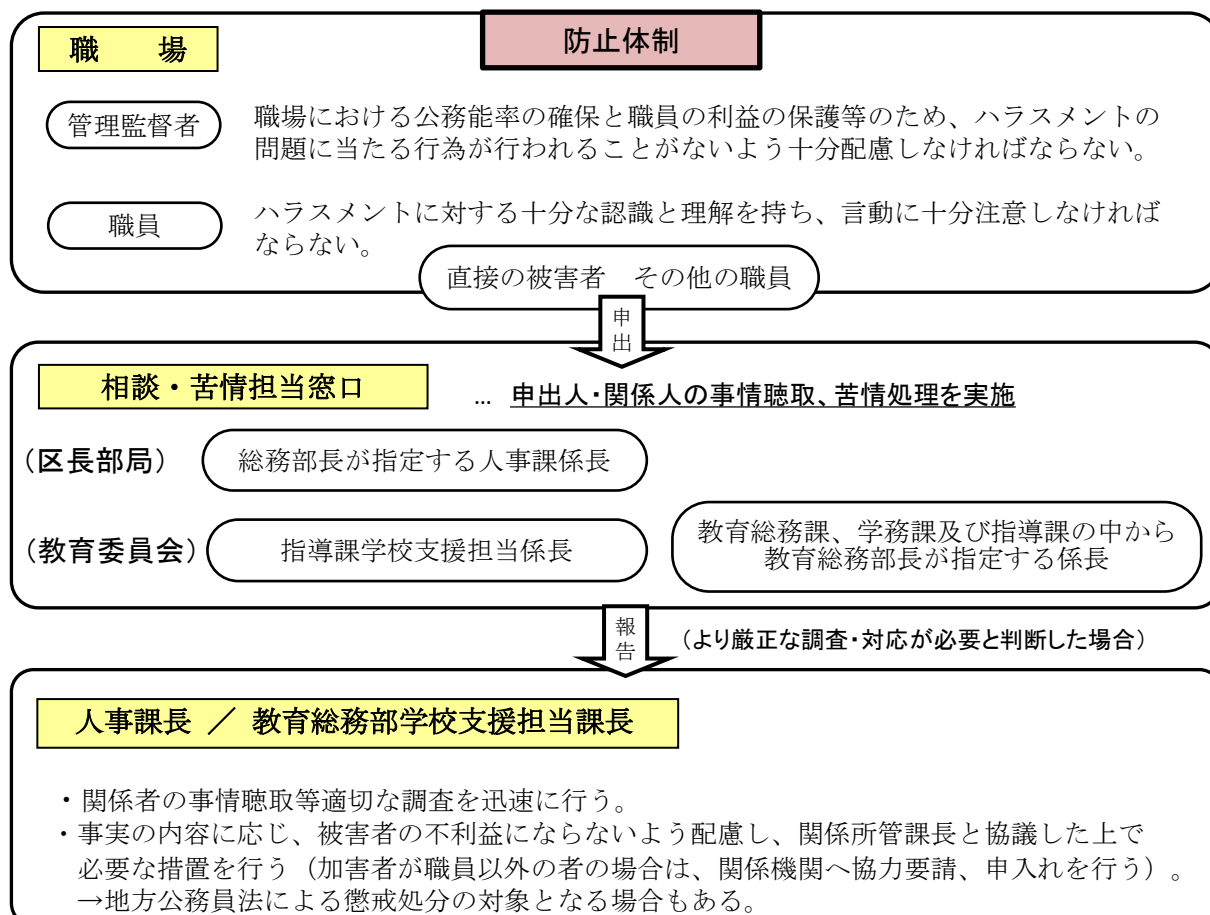 防止体制
職　　場
管理監督者
職場における公務能率の確保と職員の利益の保護等のため、ハラスメントの
問題に当たる行為が行われることがないよう十分配慮しなければならない。
職員
ハラスメントに対する十分な認識と理解を持ち、言動に十分注意しなければ
ならない。
直接の被害者　その他の職員
申出
相談・苦情担当窓口
… 申出人・関係人の事情聴取、苦情処理を実施
（区長部局）
総務部長が指定する人事課係長
（教育委員会）
指導課学校支援担当係長
教育総務課、学務課及び指導課の中から
教育総務部長が指定する係長
報告
（より厳正な調査・対応が必要と判断した場合）
人事課長 ／ 教育総務部学校支援担当課長
・関係者の事情聴取等適切な調査を迅速に行う。
・事実の内容に応じ、被害者の不利益にならないよう配慮し、関係所管課長と協議した上で
必要な措置を行う（加害者が職員以外の者の場合は、関係機関へ協力要請、申入れを行う）。
→地方公務員法による懲戒処分の対象となる場合もある。